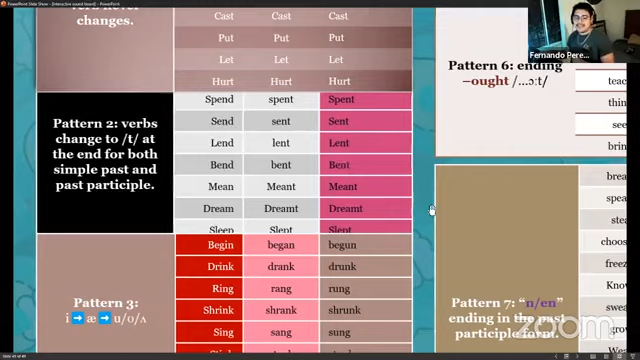 PowerPoint Slide Show - [Interactive sound board] - PowerPoint
verb never
changes.
Cast Cast Cast
Put Put Put
Let Let Let
Hurt Hurt Hurt
Pattern 2: verbs
change to /t/ at
the end for both
simple past and
past participle.
Spend spent Spent
Send sent Sent
Lend lent Lent
Bend bent Bent
Mean Meant Meant
Dream Dreamt Dreamt
Sleep Slept Slept
Pattern 3:
i ➡ æ ➡ u/ʊ/ʌ
Begin began begun
Drink drank drunk
Ring rang rung
Shrink shrank shrunk
Sing sang sung
Fernando Pere...
Pattern 6: ending
–ought /...ɔ:t/
teac
thin
see
brin
Pattern 7: “n/en”
ending in the past
participle form.
brea
spea
stea
choos
freez
Know
swea
grov
Wea
zoom